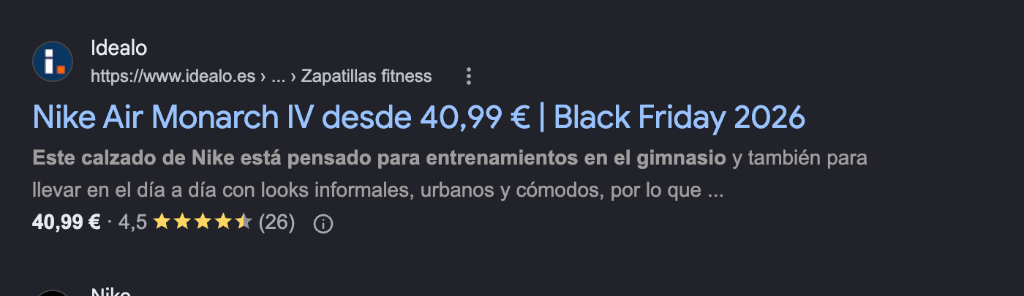 Idealo
https://www.idealo.es › ... › Zapatillas fitness
Nike Air Monarch IV desde 40,99 € | Black Friday 2026
Este calzado de Nike está pensado para entrenamientos en el gimnasio y también para
llevar en el día a día con looks informales, urbanos y cómodos, por lo que ...
40,99 € · 4,5 (26)
Nike